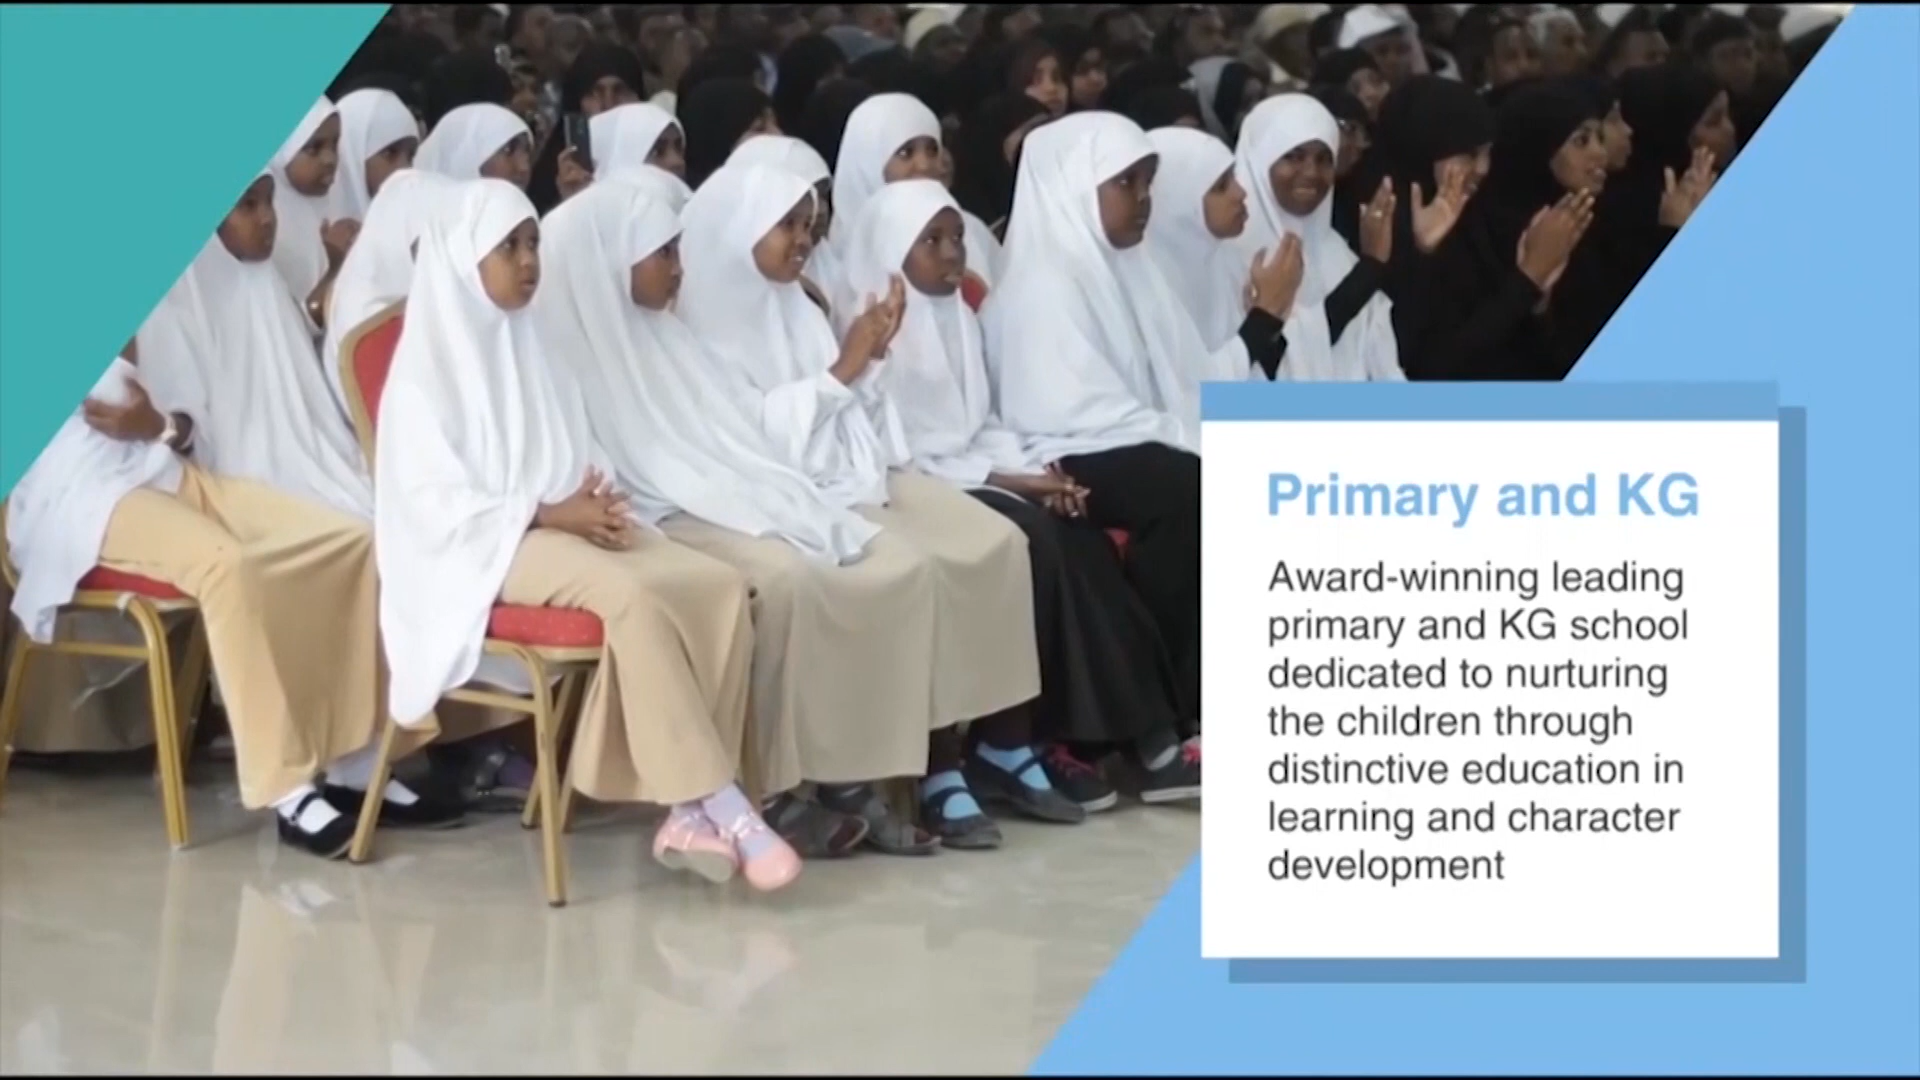 Primary and KG
Award-winning leading
primary and KG school
dedicated to nurturing
the children through
distinctive education in
learning and character
development